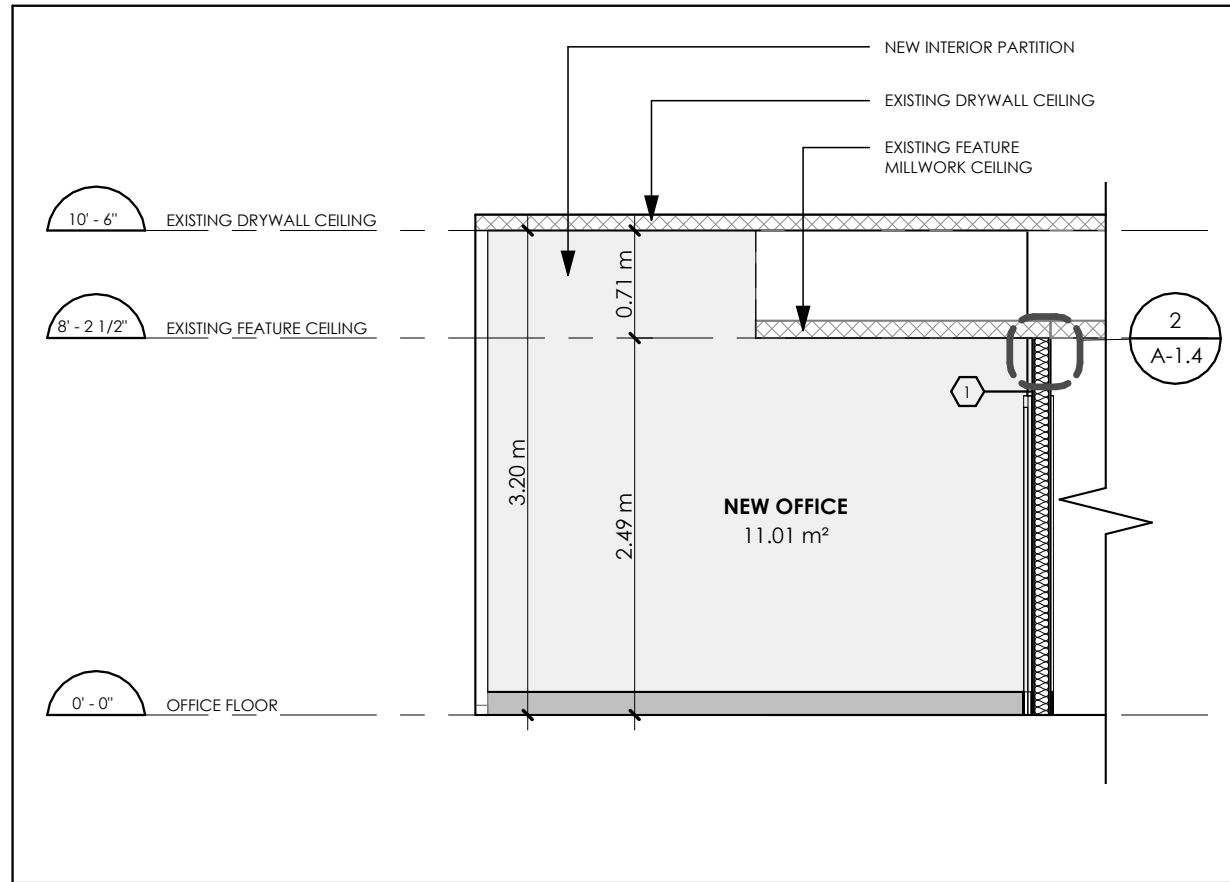 NEW INTERIOR PARTITION
EXISTING DRYWALL CEILING
EXISTING FEATURE
MILLWORK CEILING
10' - 6"
EXISTING DRYWALL CEILING
0.71 m
8' - 2 1/2"
EXISTING FEATURE CEILING
2
A-1.4
1
3.20 m
2.49 m
NEW OFFICE
11.01 m²
0' - 0"
OFFICE FLOOR